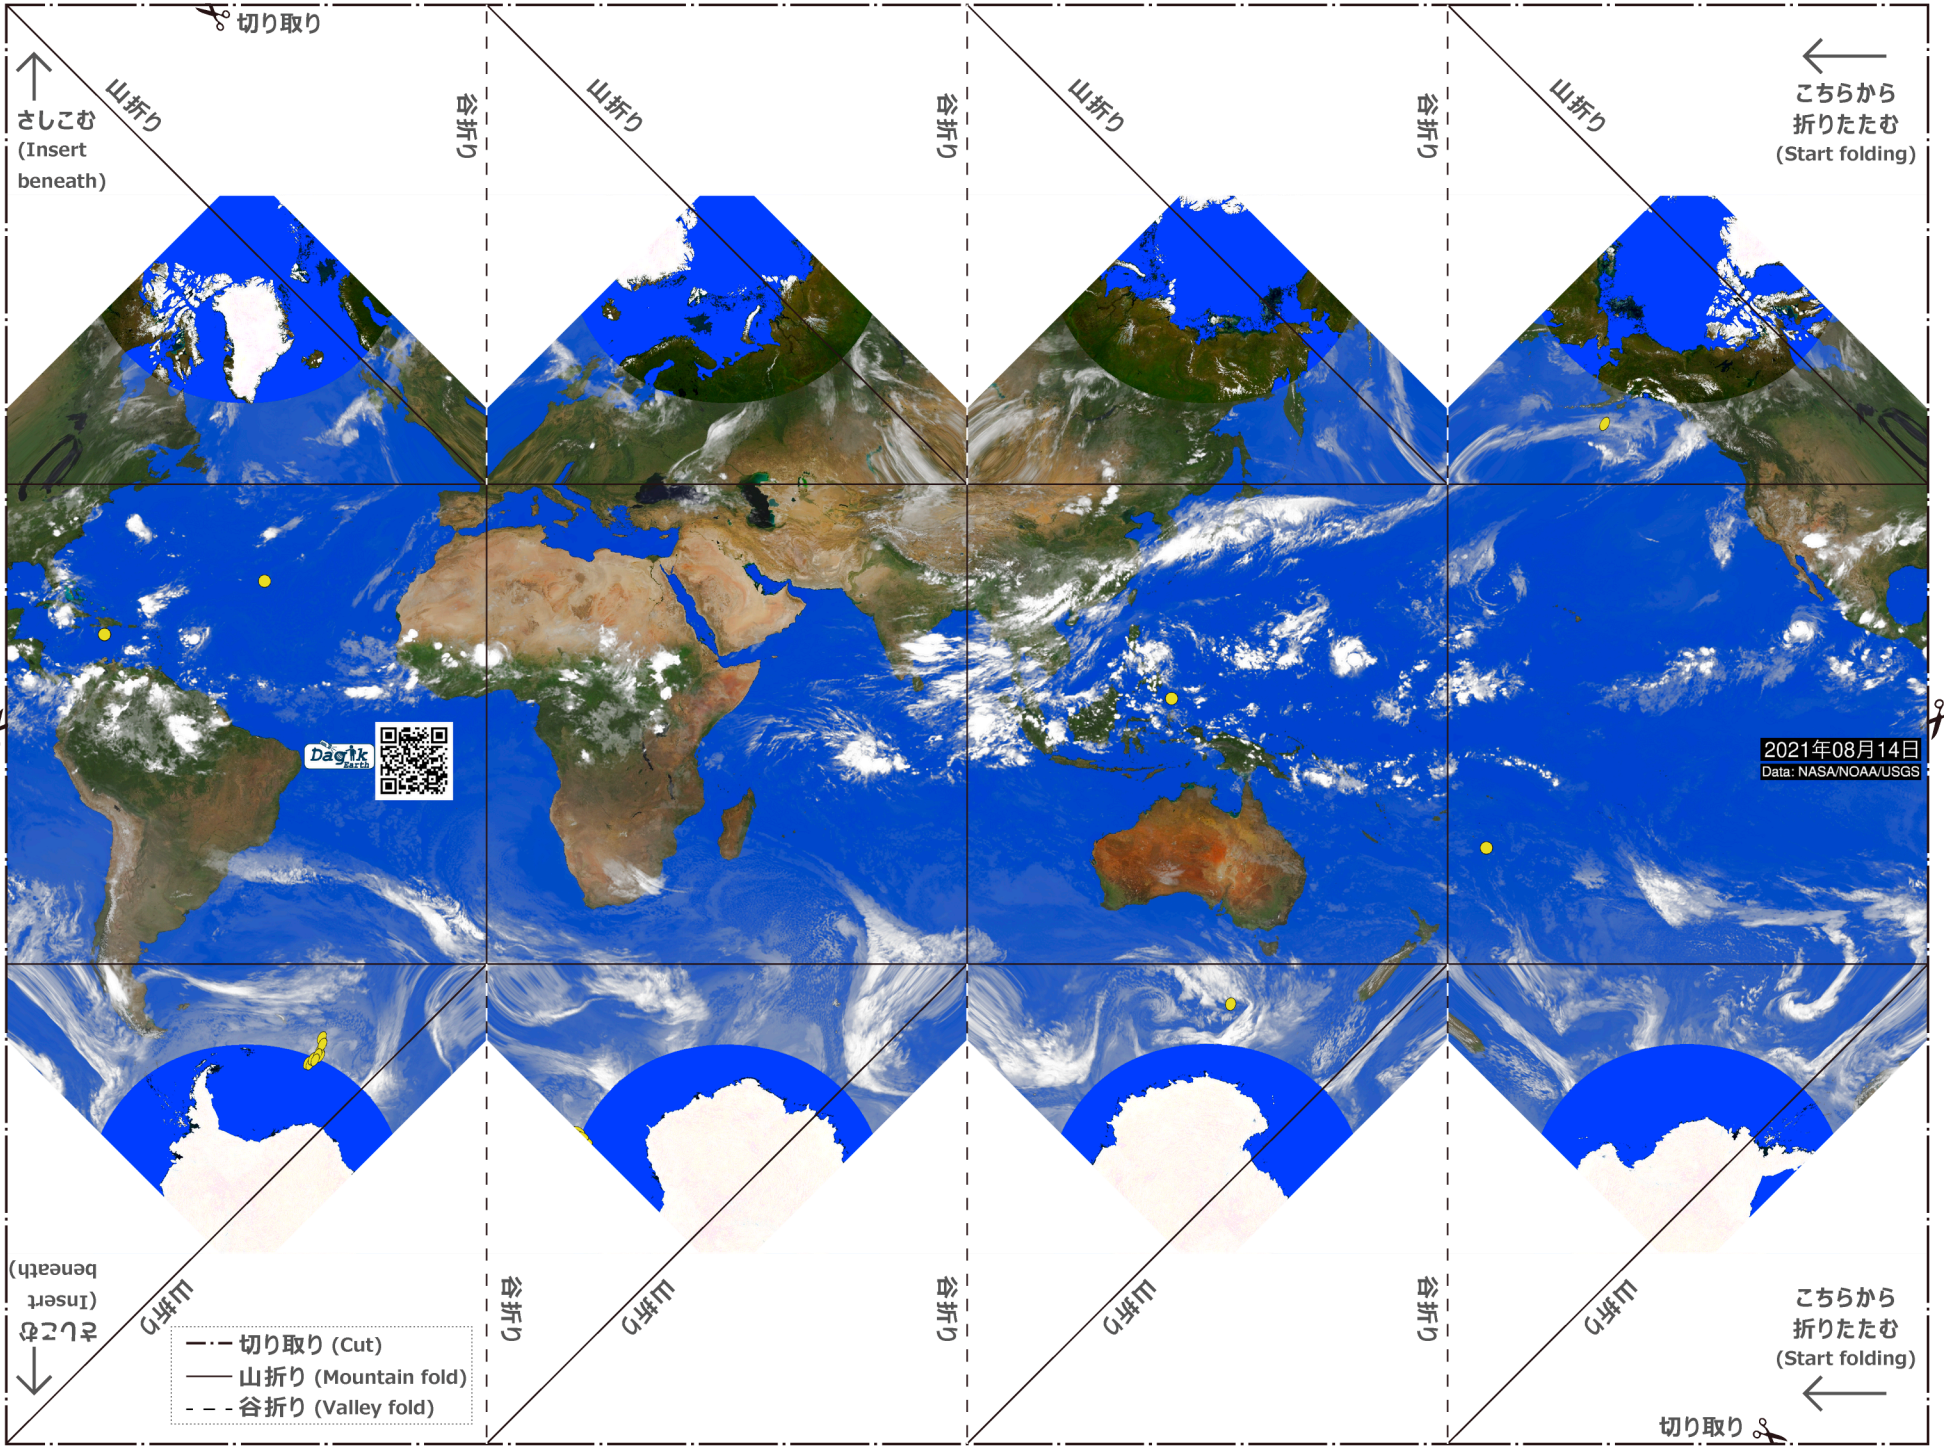 切り取り
山折り
谷折り
山折り
谷折り
山折り
谷折り
山折り
さしこむ
(Insert
beneath)
こちらから
折りたたむ
(Start folding)
Dagik
Earth
2021年08月14日
Data: NASA/NOAA/USGS
さしこむ
(Insert
beneath)
山折り
谷折り
山折り
谷折り
山折り
谷折り
山折り
切り取り (Cut)
山折り (Mountain fold)
谷折り (Valley fold)
こちらから
折りたたむ
(Start folding)
切り取り